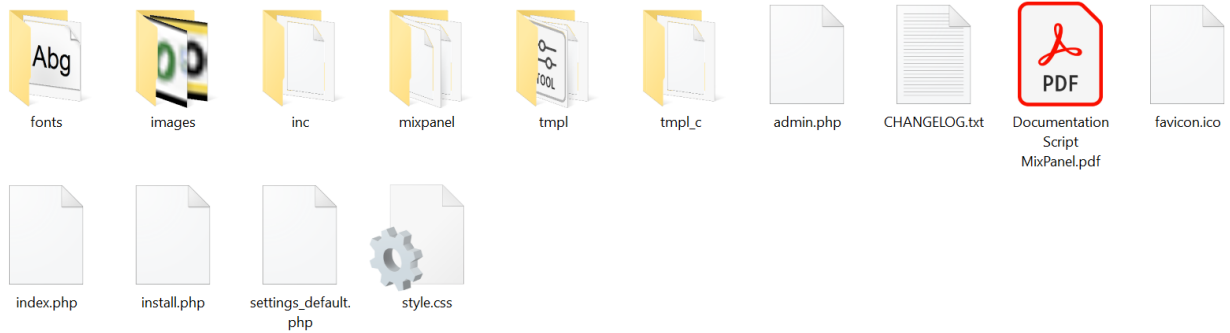 Abg
TOOL
PDF
fonts
images
inc
mixpanel
tmpl
tmpl_c
admin.php
CHANGELOG.txt
Documentation
Script
MixPanel.pdf
favicon.ico
index.php
install.php
settings_default.
php
style.css